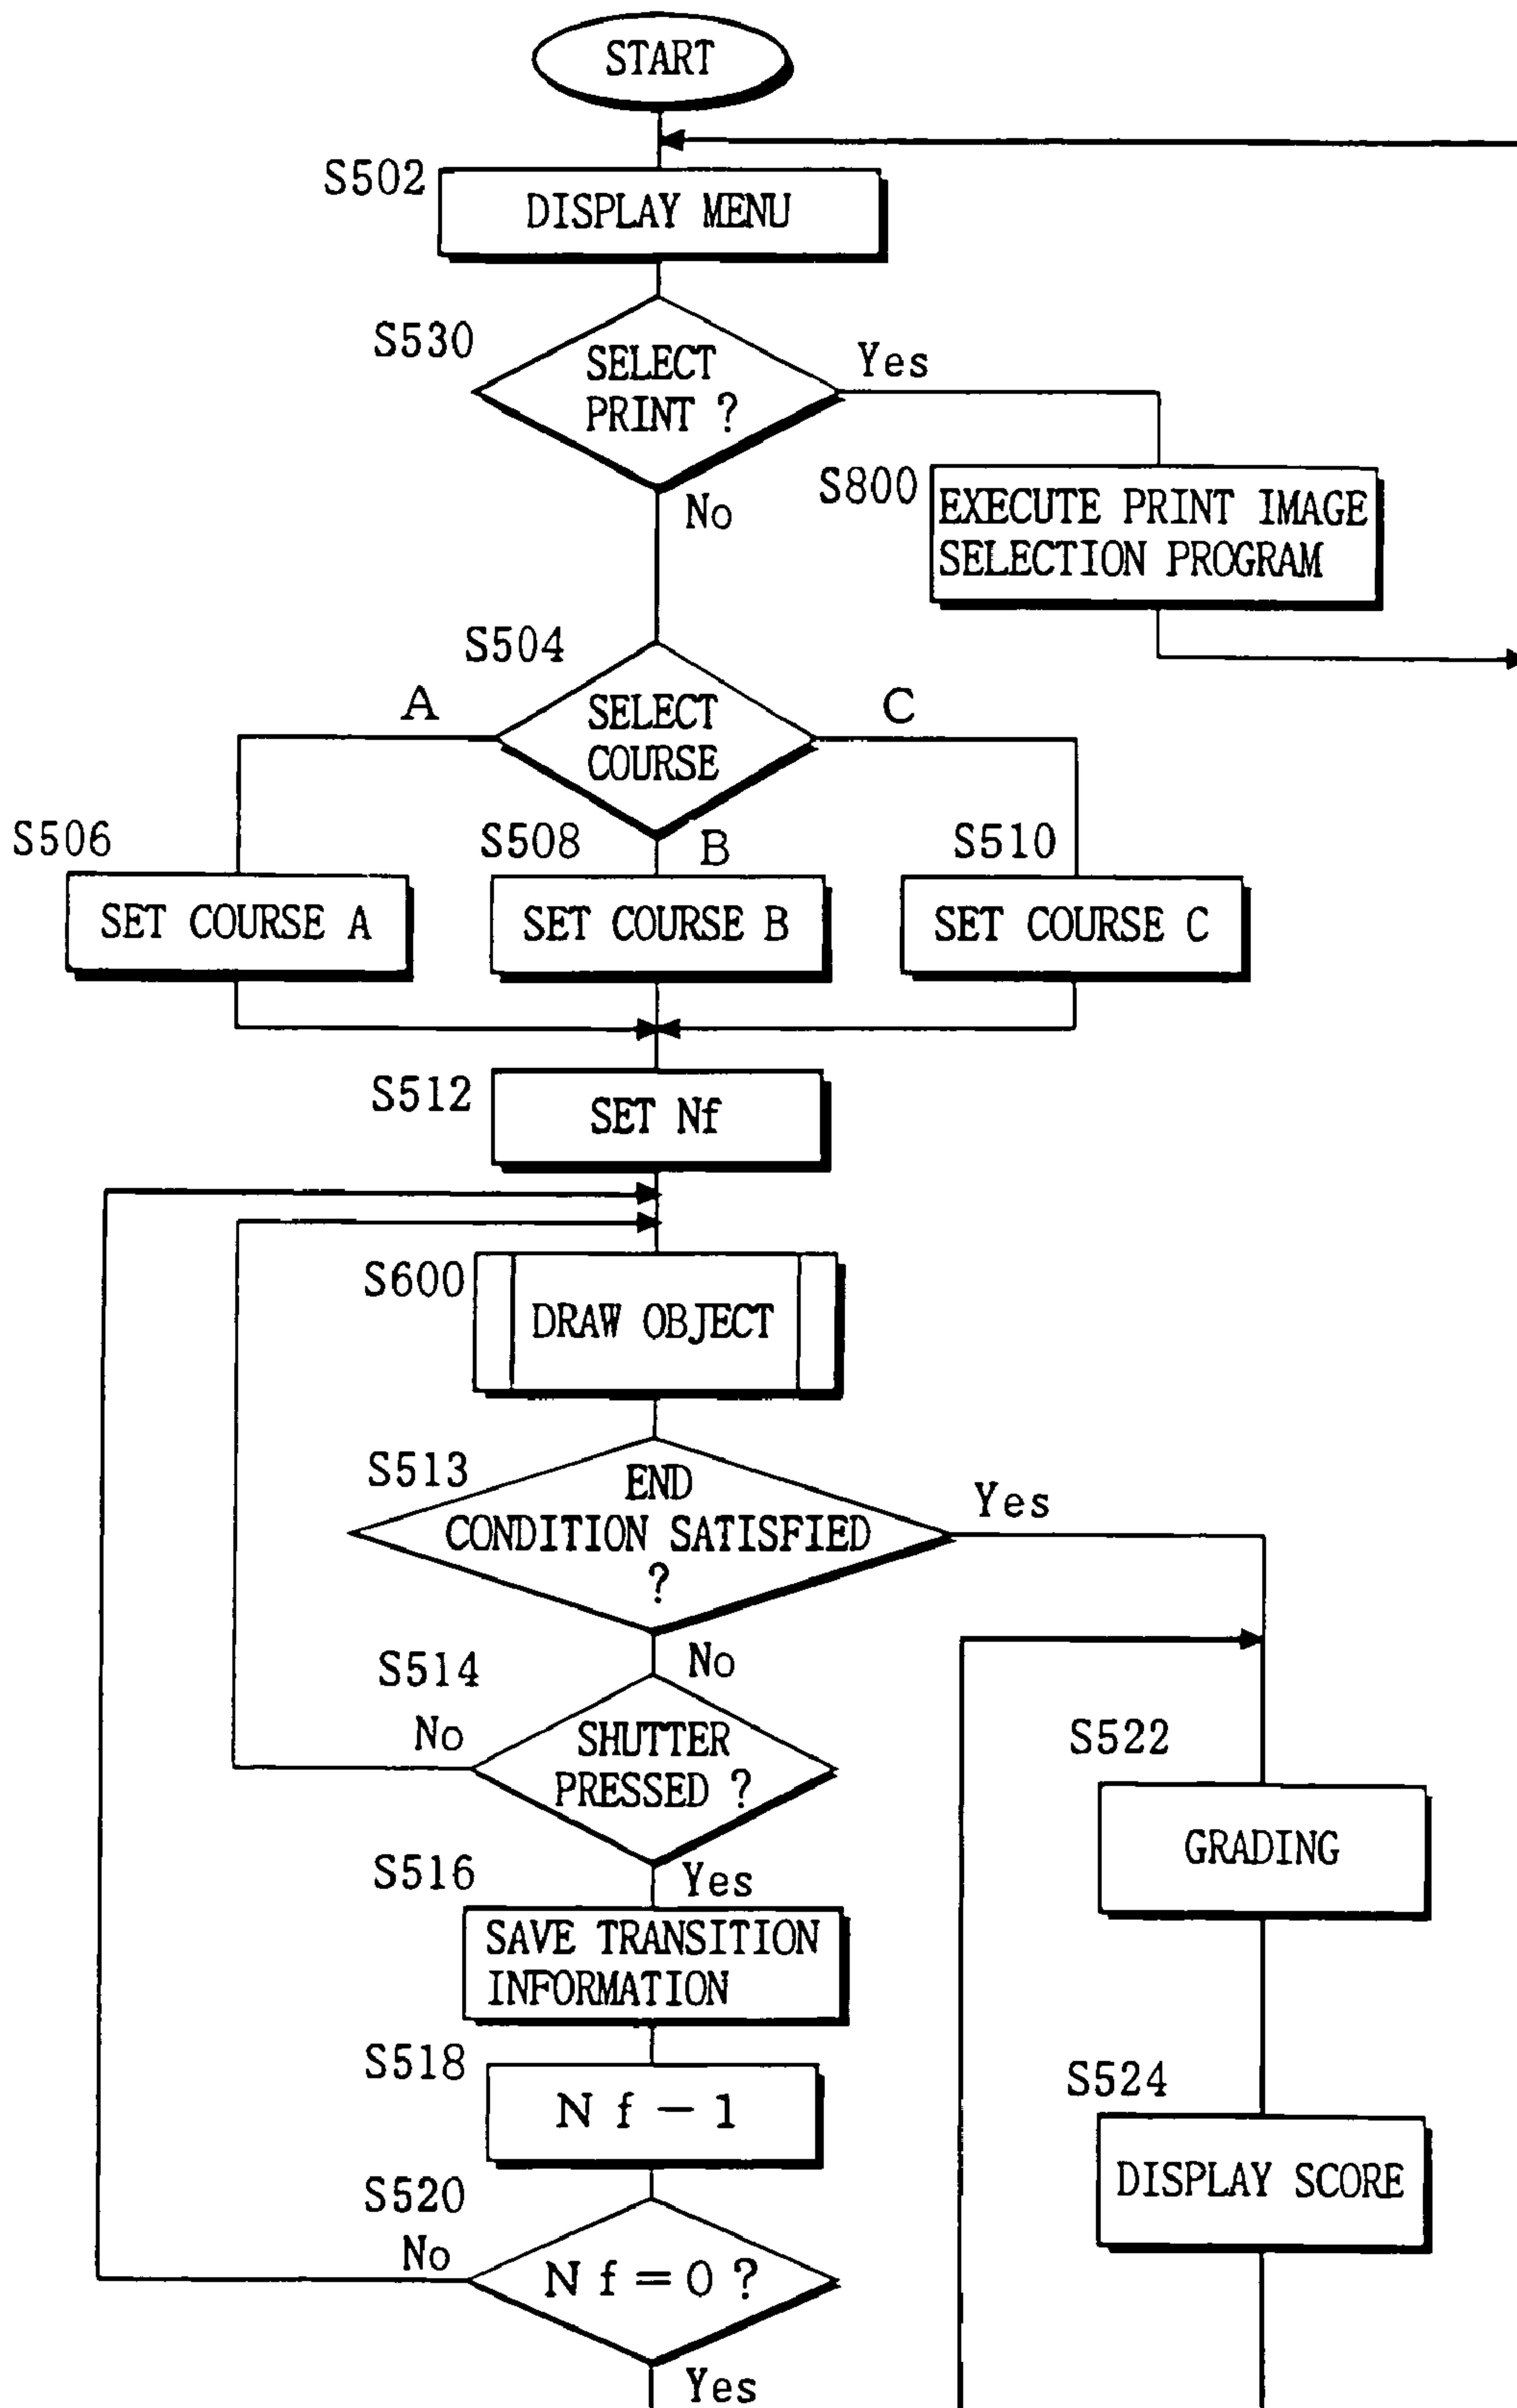 START
S502
DISPLAY MENU
S530
SELECT
PRINT ?
Yes
No
S800
EXECUTE PRINT IMAGE
SELECTION PROGRAM
S504
A
SELECT
COURSE
C
S506
S508
B
S510
SET COURSE A
SET COURSE B
SET COURSE C
S512
SET Nf
S600
DRAW OBJECT
S513
END
CONDITION SATISFIED
?
Yes
No
S514
No
SHUTTER
PRESSED ?
Yes
S516
SAVE TRANSITION
INFORMATION
S518
Nf-1
S520
No
Nf=0?
Yes
S522
GRADING
S524
DISPLAY SCORE